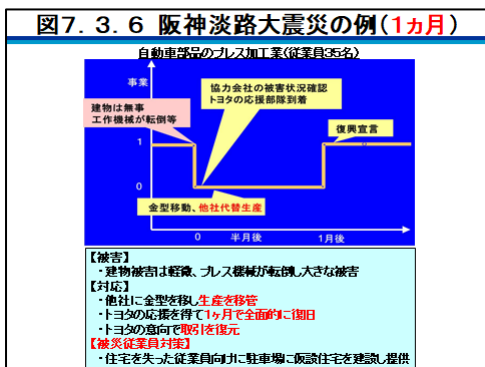 図7.3.6 阪神淡路大震災の例(1ヵ月)
自動車部品のプレス加工業(従業員35名)
事業
協力会社の被害状況確認
トヨタの応援部隊到着
建物は無事
工作機械が転倒等
復興宣言
1
0
金型移動、他社代替生産
0 半月後 1月後
【被害】
・建物被害は軽微、プレス機械が転倒し大きな被害
【対応】
・他社に金型を移し生産を移管
・トヨタの応援を得て1ヶ月で全面的に復旧
・トヨタの意向で取引を復元
【被災従業員対策】
・住宅を失った従業員向けに駐車場に仮設住宅を建設し提供